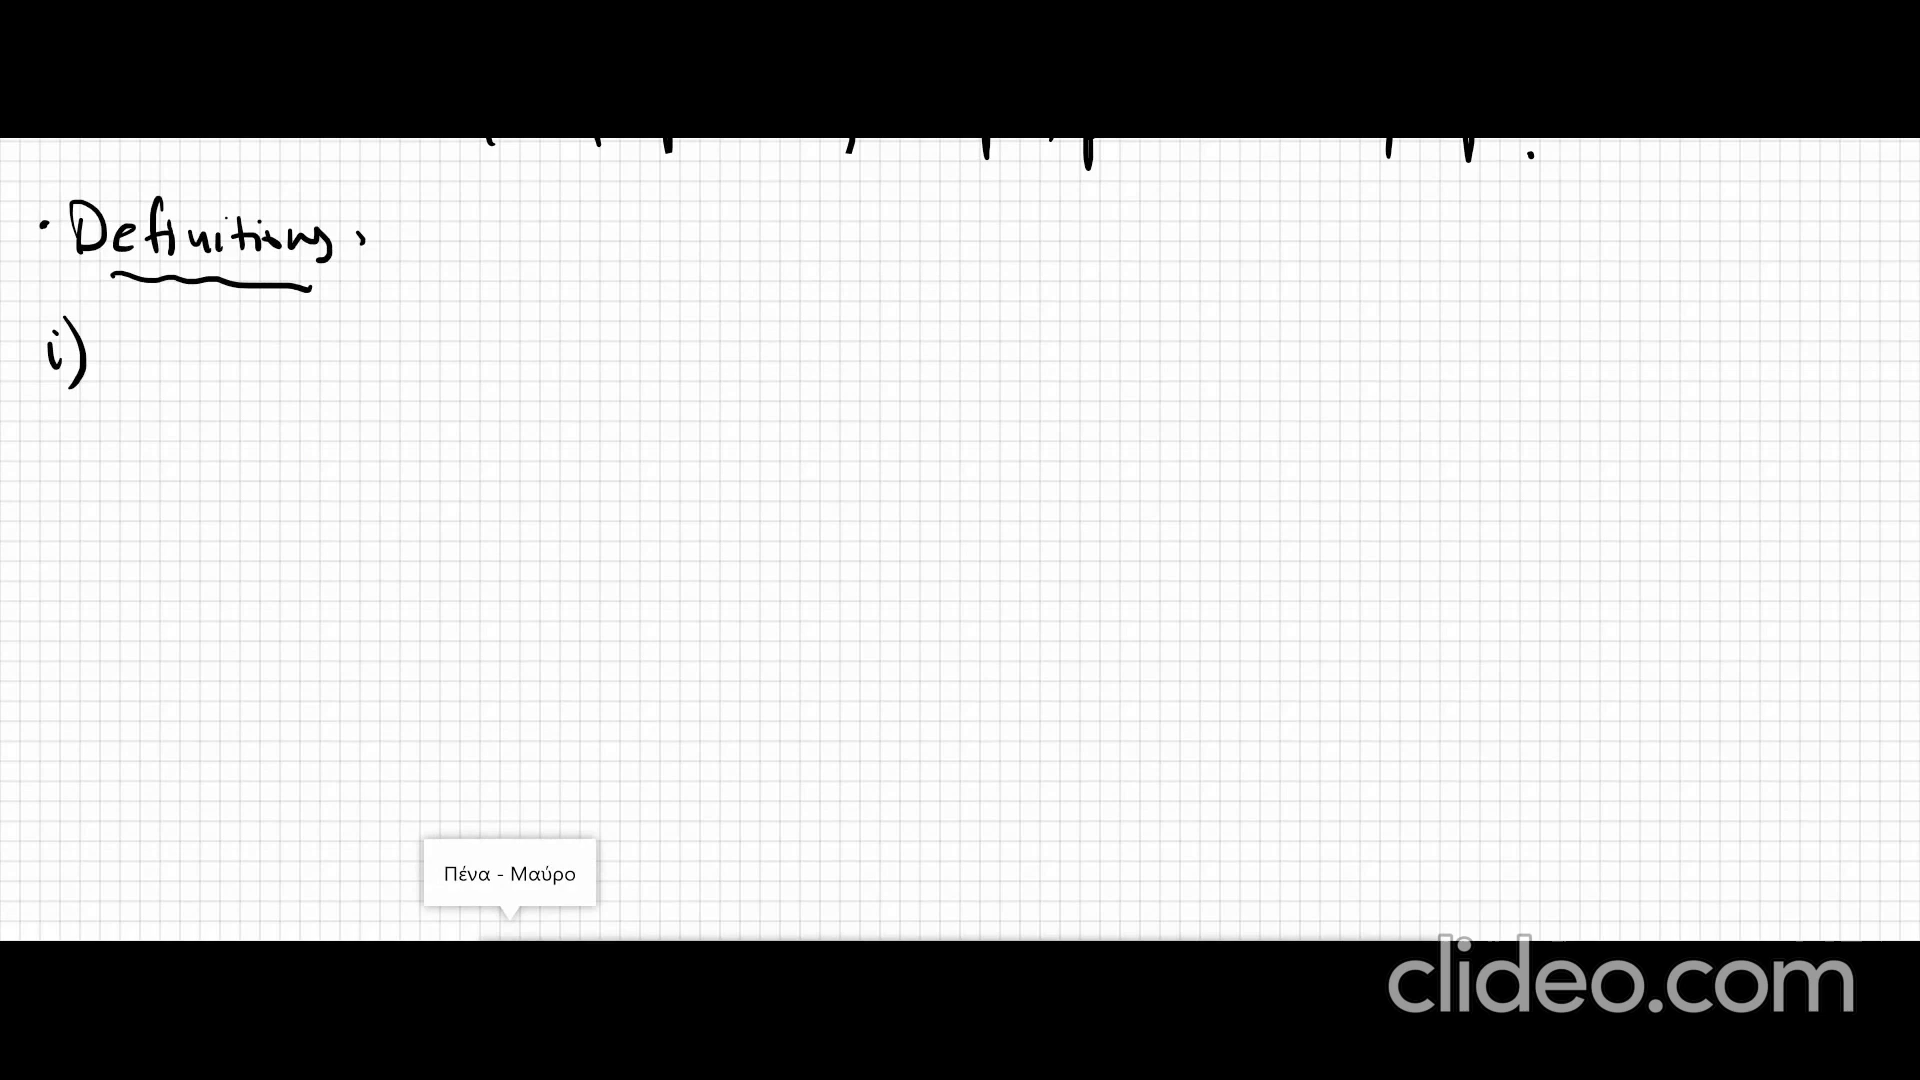 · Definitions,
i)
Πένα - Μαύρο
clideo.com